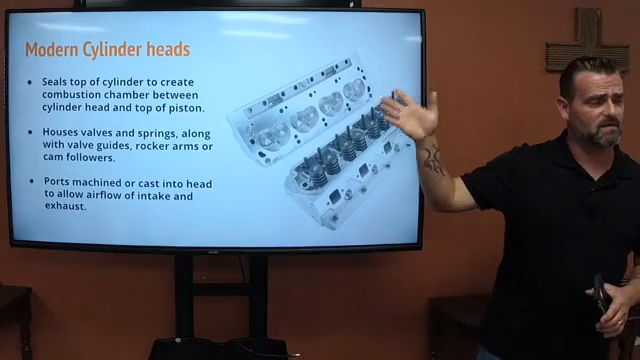 Modern Cylinder heads
● Seals top of cylinder to create
combustion chamber between
cylinder head and top of piston.
● Houses valves and springs, along
with valve guides, rocker arms or
cam followers.
● Ports machined or cast into head
to allow airflow of intake and
exhaust.